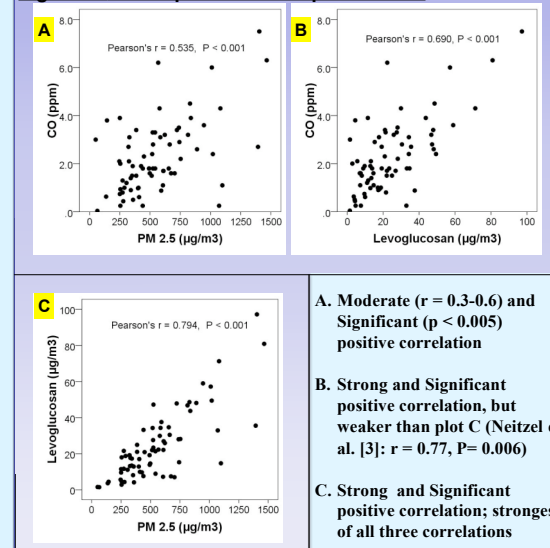 A
Pearson's r = 0.535, P < 0.001
8.0
6.0
4.0
2.0
.0
CO (ppm)
0 250 500 750 1000 1250 1500
PM 2.5 (µg/m3)
B
Pearson's r = 0.690, P < 0.001
8.0
6.0
4.0
2.0
.0
CO (ppm)
0 20 40 60 80 100
Levoglucosan (µg/m3)
C
Pearson's r = 0.794, P < 0.001
100
80
60
40
20
0
Levoglucosan (µg/m3)
0 250 500 750 1000 1250 1500
PM 2.5 (µg/m3)
A. Moderate (r = 0.3-0.6) and
Significant (p < 0.005)
positive correlation
B. Strong and Significant
positive correlation, but
weaker than plot C (Neitzel
al. [3]: r = 0.77, P= 0.006)
C. Strong and Significant
positive correlation; stronges
of all three correlations